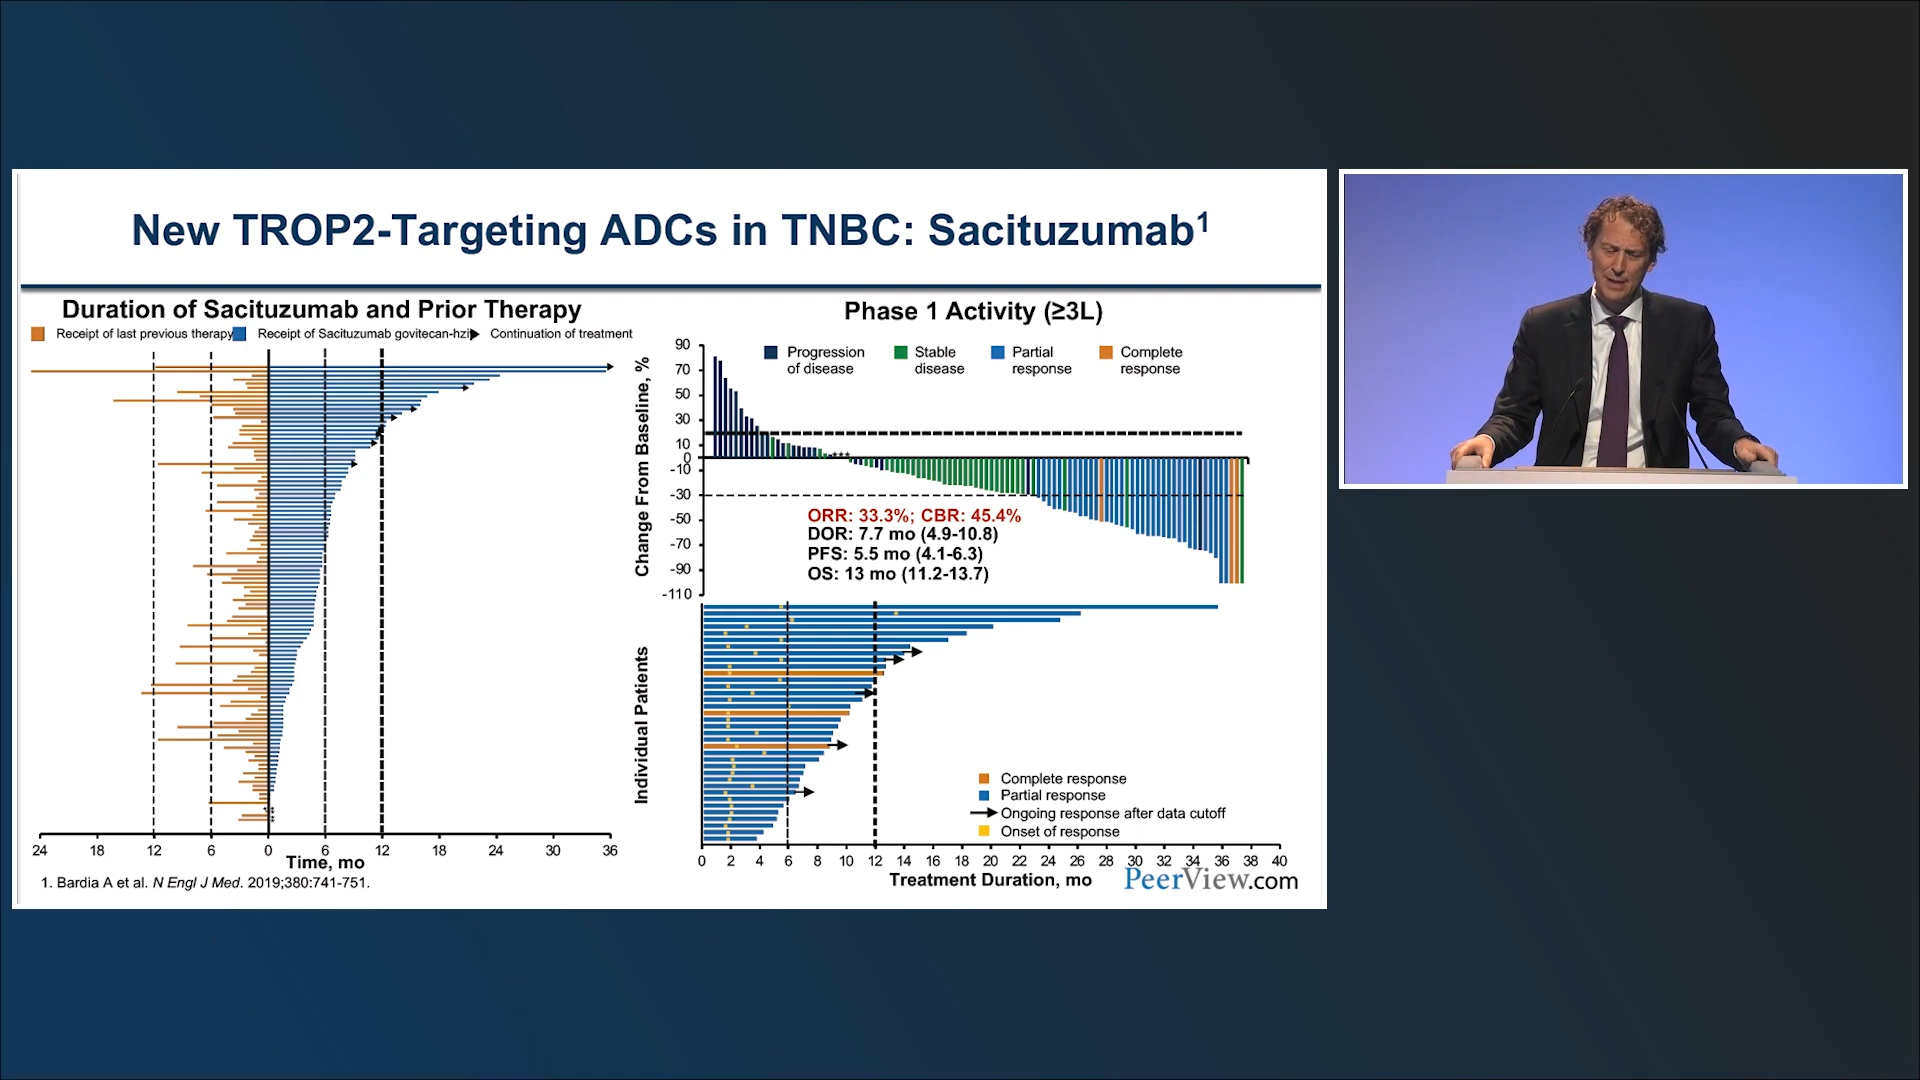 New TROP2-Targeting ADCs in TNBC: Sacituzumab1
Duration of Sacituzumab and Prior Therapy
Receipt of last previous therapy
Receipt of Sacituzumab govitecan-hzi
Continuation of treatment
24 18 12 6 0 6 12 18 24 30 36
Time, mo
1. Bardia A et al. N Engl J Med. 2019;380:741-751.
Phase 1 Activity (≥3L)
Change From Baseline, %
90
70
50
30
10
0
-10
-30
-50
-70
-90
-110
Progression of disease
Stable disease
Partial response
Complete response
***
ORR: 33.3%; CBR: 45.4%
DOR: 7.7 mo (4.9-10.8)
PFS: 5.5 mo (4.1-6.3)
OS: 13 mo (11.2-13.7)
Individual Patients
Complete response
Partial response
Ongoing response after data cutoff
Onset of response
0 2 4 6 8 10 12 14 16 18 20 22 24 26 28 30 32 34 36 38 40
Treatment Duration, mo
PeerView.com